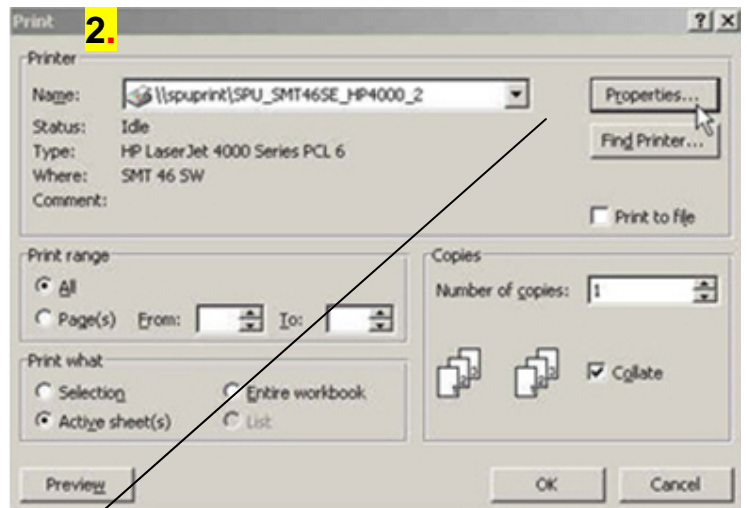 Print
2.
Printer
Name: \\spuprint\SPU_SMT46SE_HP4000_2 Properties...
Status: Idle
Find Printer...
Type: HP LaserJet 4000 Series PCL 6
Where: SMT 46 SW
Comment:
Print to file
Print range
All
Page(s) From: To:
Copies
Number of copies: 1
Collate
Print what
Selection Entire workbook
Active sheet(s) List
Preview OK Cancel